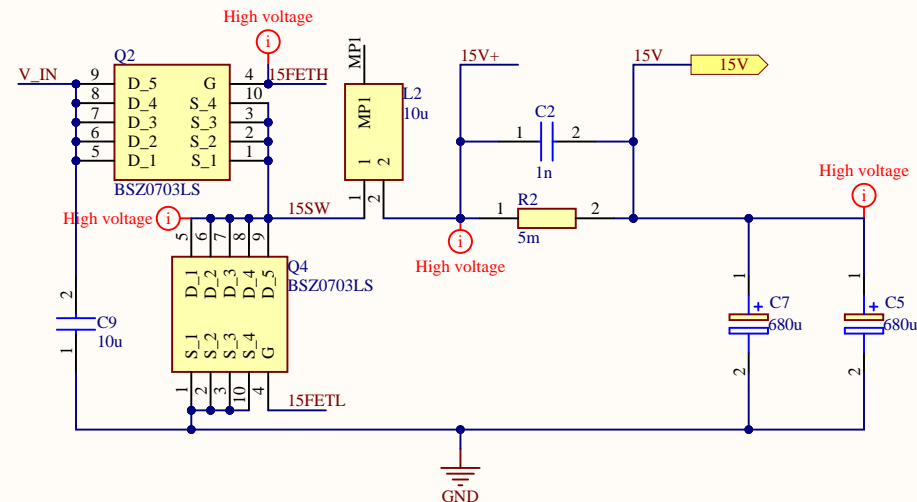 High voltage
i
Q2
V_IN
9 D_5 G 4 15FETH
8 D_4 S_4 10
7 D_3 S_3 3
6 D_2 S_2 2
5 D_1 S_1 1
BSZ0703LS
MP1
MP1
L2
10u
1 2
1 2
15V+
C2
1 2
1n
15V
15V
High voltage
i
15SW
R2
1 2
5m
i
High voltage
High voltage
i
5 6 7 8 9
Q4
BSZ0703LS
D_1 D_2 D_3 D_4 D_5
S_1 S_2 S_3 S_4 G
1 2 3 10 4
15FETL
2
C9
10u
1
1
+
C7
680u
2
1
+
C5
680u
2
GND